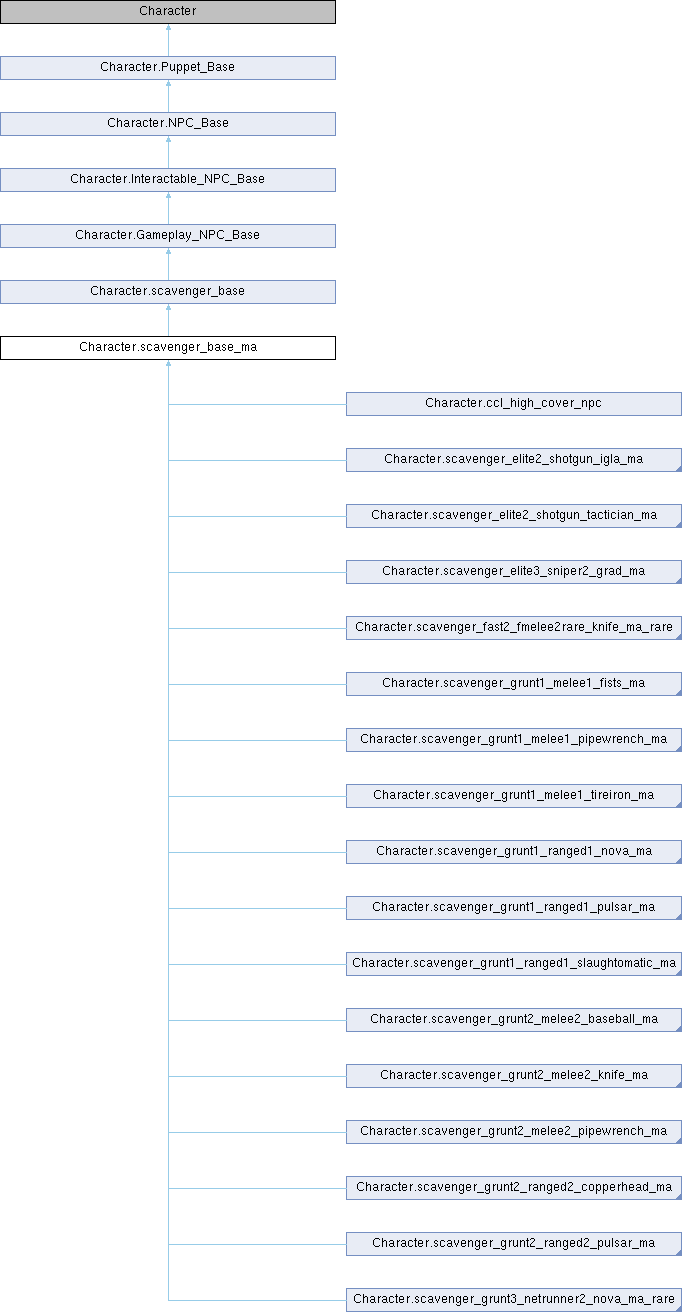 Character
Character.Puppet_Base
Character.NPC_Base
Character.Interactable_NPC_Base
Character.Gameplay_NPC_Base
Character.scavenger_base
Character.scavenger_base_ma
Character.ccl_high_cover_npc
Character.scavenger_elite2_shotgun_igla_ma
Character.scavenger_elite2_shotgun_tactician_ma
Character.scavenger_elite3_sniper2_grad_ma
Character.scavenger_fast2_fmelee2rare_knife_ma_rare
Character.scavenger_grunt1_melee1_fists_ma
Character.scavenger_grunt1_melee1_pipewrench_ma
Character.scavenger_grunt1_melee1_tireiron_ma
Character.scavenger_grunt1_ranged1_nova_ma
Character.scavenger_grunt1_ranged1_pulsar_ma
Character.scavenger_grunt1_ranged1_slaughtomatic_ma
Character.scavenger_grunt2_melee2_baseball_ma
Character.scavenger_grunt2_melee2_knife_ma
Character.scavenger_grunt2_melee2_pipewrench_ma
Character.scavenger_grunt2_ranged2_copperhead_ma
Character.scavenger_grunt2_ranged2_pulsar_ma
Character.scavenger_grunt3_netrunner2_nova_ma_rare